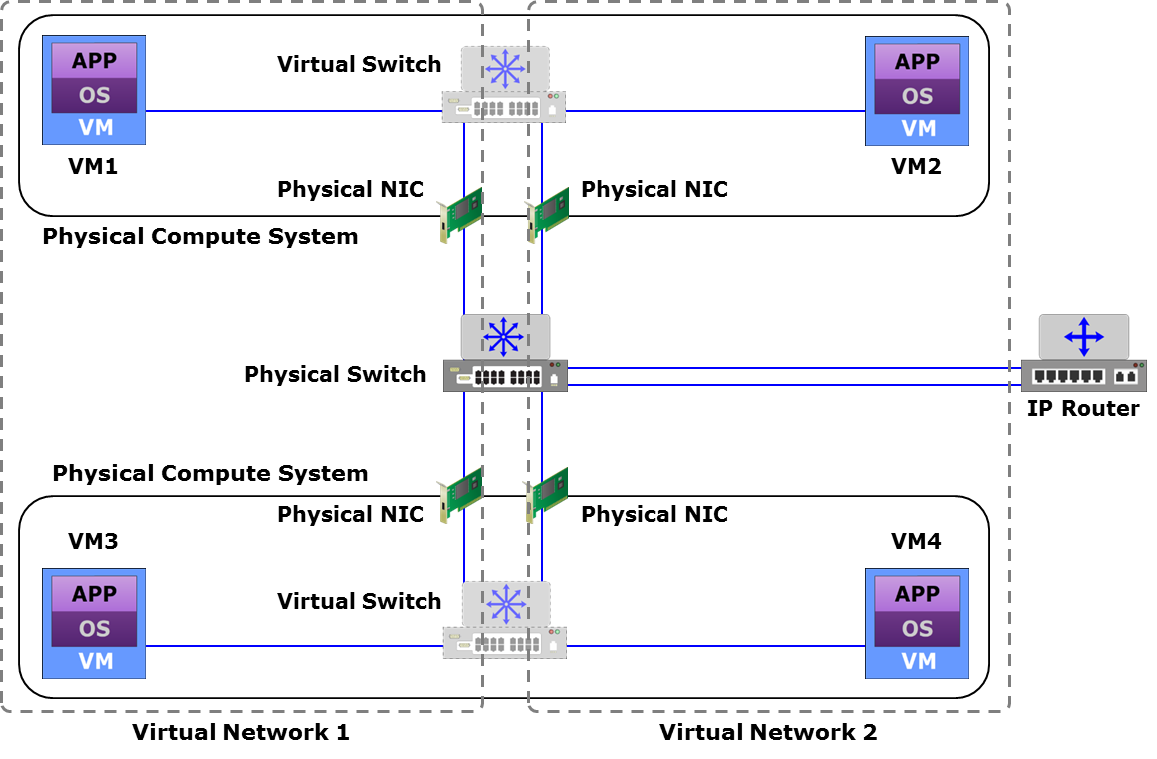 Virtual Switch
APP
OS
VM
VM1
APP
OS
VM
VM2
Physical NIC
Physical NIC
Physical Compute System
Physical Switch
IP Router
Physical Compute System
Physical NIC
Physical NIC
VM3
APP
OS
VM
Virtual Switch
VM4
APP
OS
VM
Virtual Network 1
Virtual Network 2